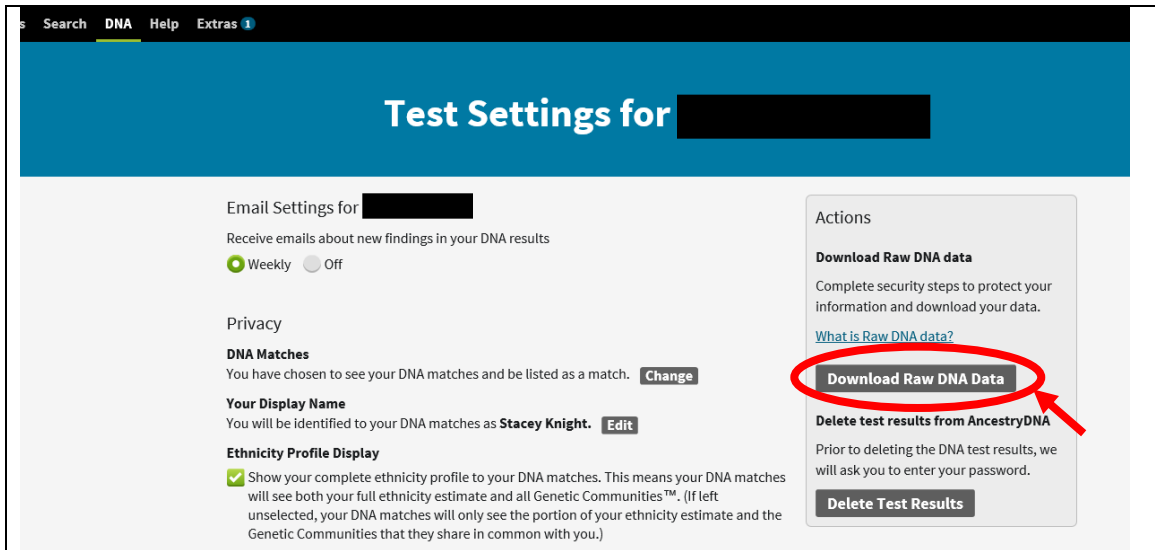 s Search DNA Help Extras 1
Test Settings for
Email Settings for
Receive emails about new findings in your DNA results
Weekly Off
Privacy
DNA Matches
You have chosen to see your DNA matches and be listed as a match. Change
Your Display Name
You will be identified to your DNA matches as Stacey Knight. Edit
Ethnicity Profile Display
Show your complete ethnicity profile to your DNA matches. This means your DNA matches
will see both your full ethnicity estimate and all Genetic Communities™. (If left
unselected, your DNA matches will only see the portion of your ethnicity estimate and the
Genetic Communities that they share in common with you.)
Actions
Download Raw DNA data
Complete security steps to protect your
information and download your data.
What is Raw DNA data?
Download Raw DNA Data
Delete test results from AncestryDNA
Prior to deleting the DNA test results, we
will ask you to enter your password.
Delete Test Results